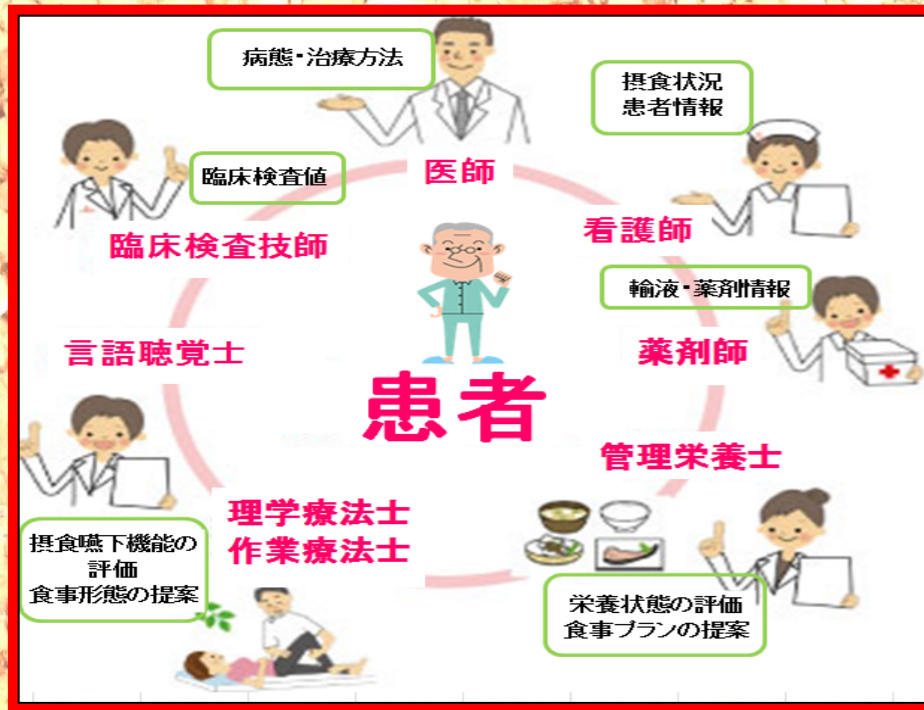 病態・治療方法
医師
摂食状況
患者情報
看護師
臨床検査値
臨床検査技師
輸液・薬剤情報
薬剤師
言語聴覚士
患者
管理栄養士
理学療法士
作業療法士
摂食嚥下機能の
評価
食事形態の提案
栄養状態の評価
食事プランの提案